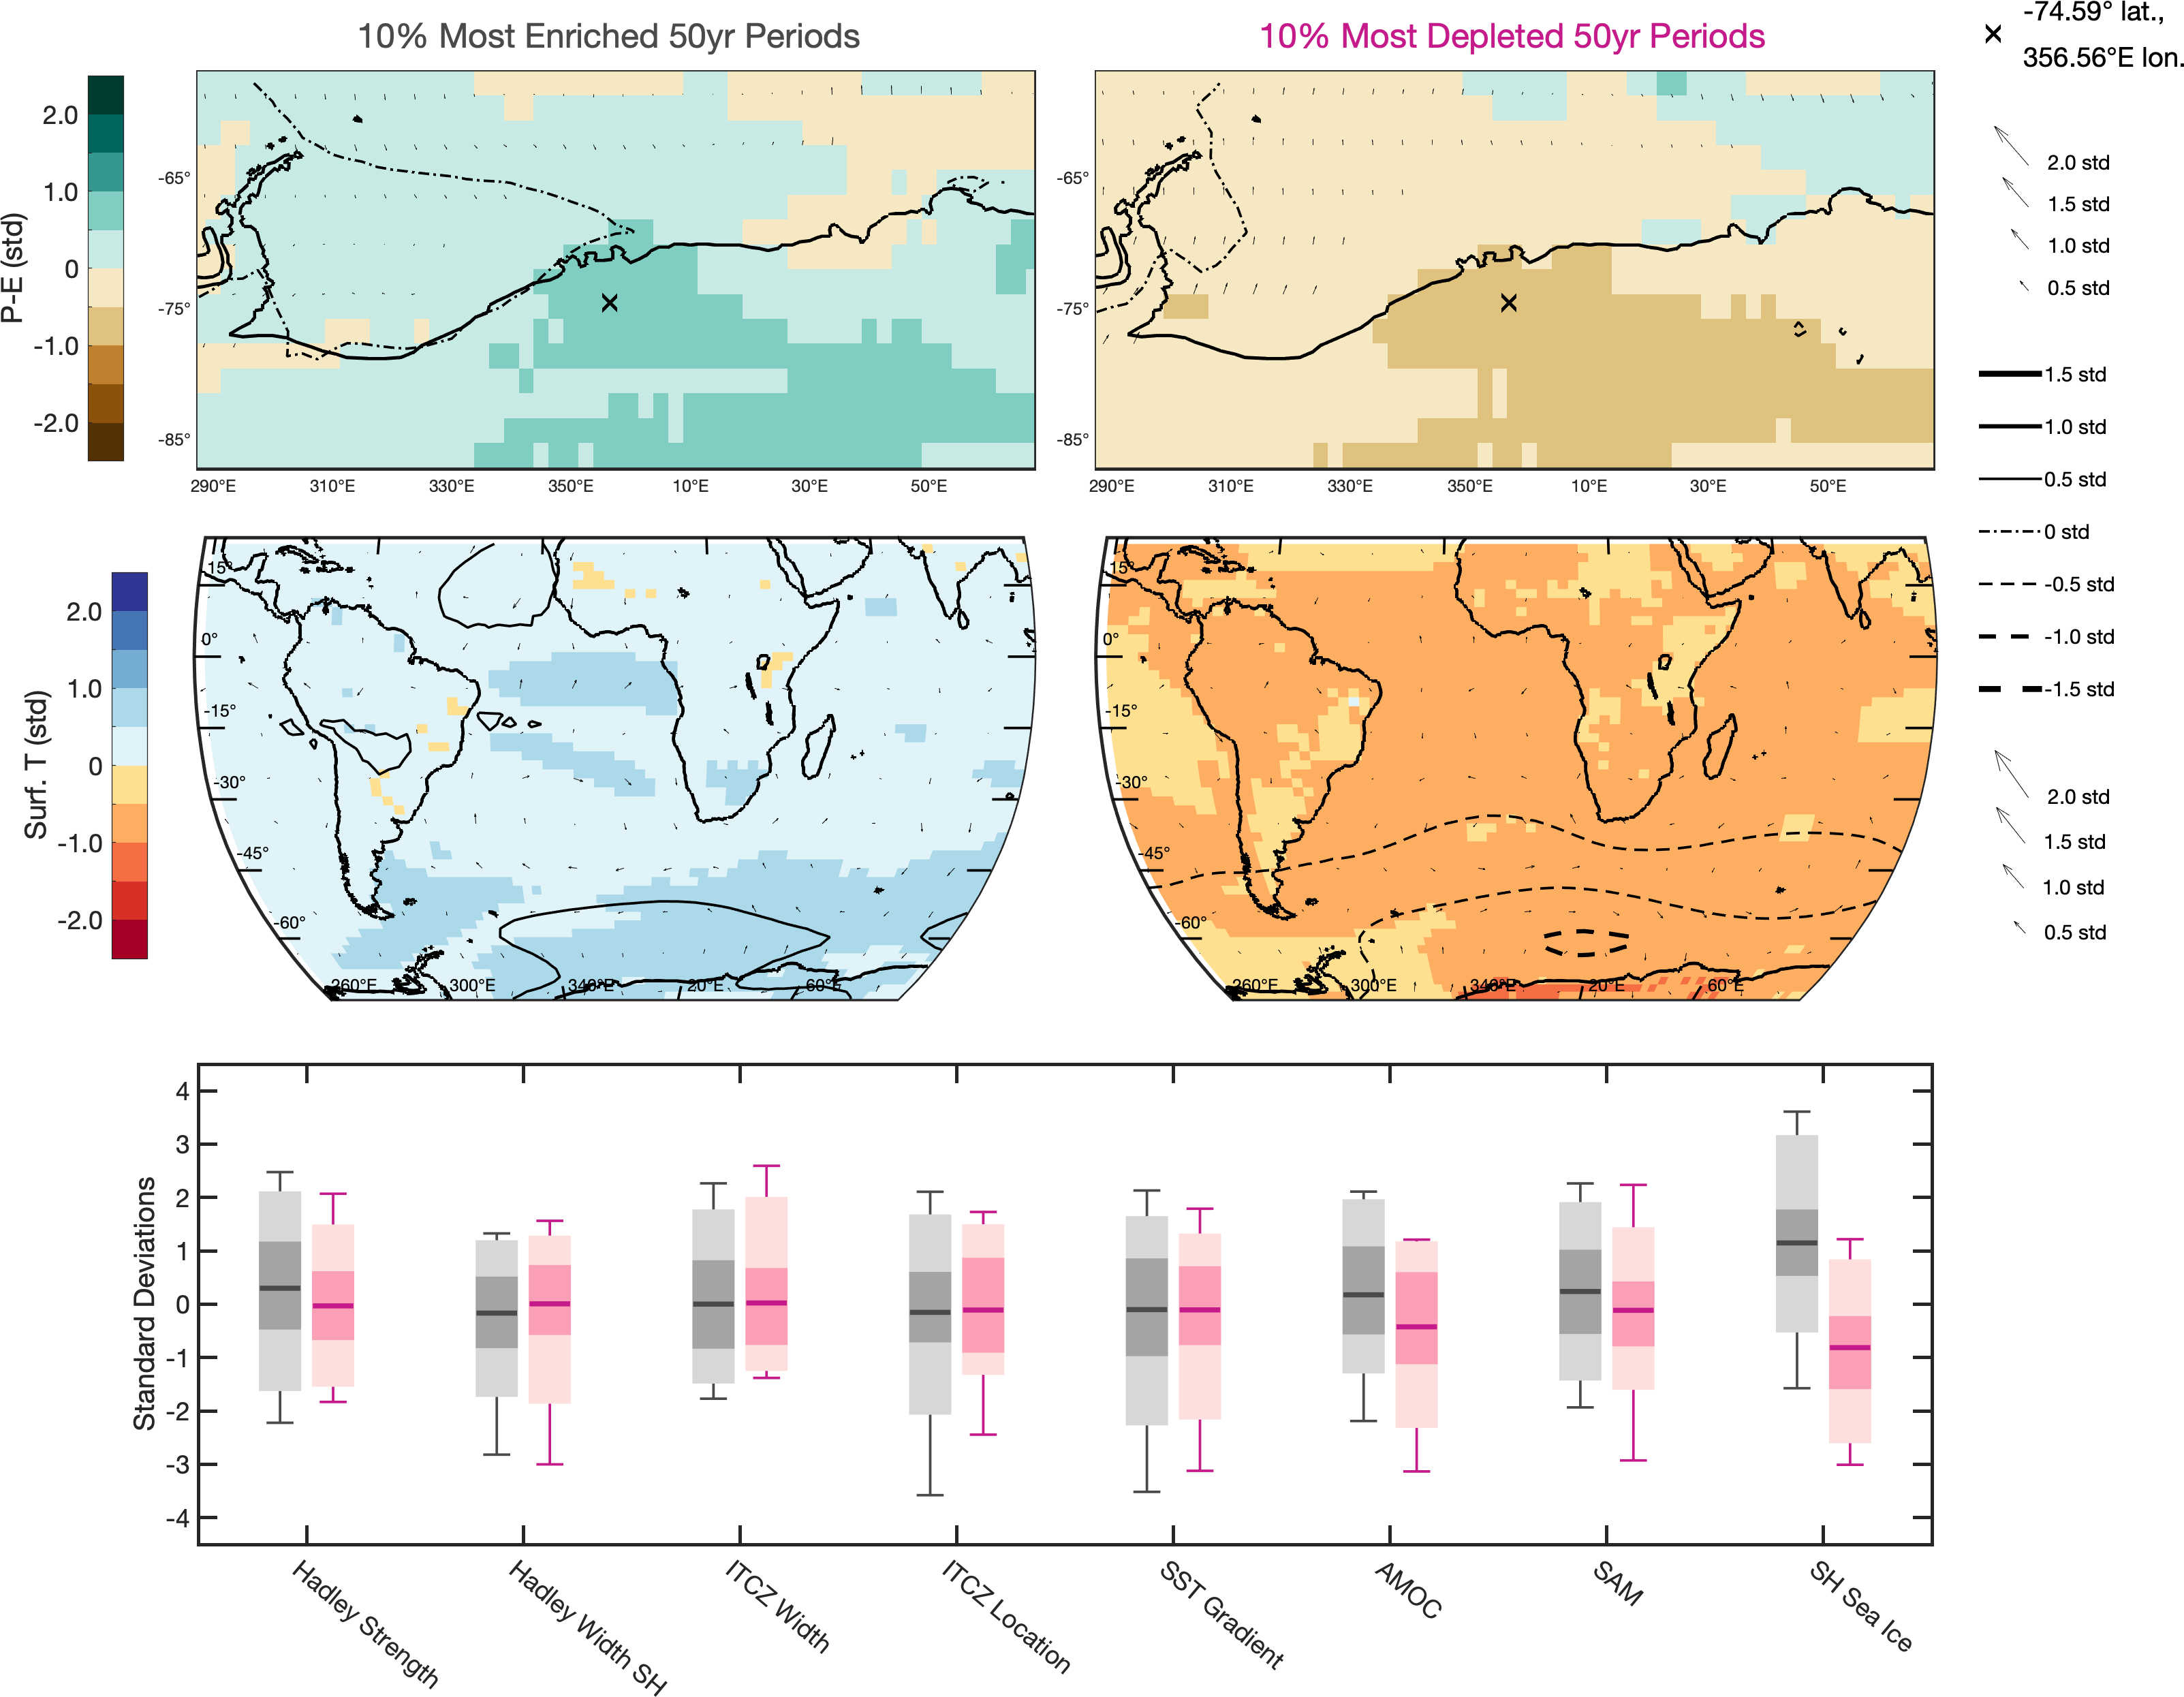 10% Most Enriched 50yr Periods
10% Most Depleted 50yr Periods
-74.59° lat.,
356.56°E lon.
P-E (std)
2.0
1.0
0
-1.0
-2.0
-65°
-75°
-85°
290°E 310°E 330°E 350°E 10°E 30°E 50°E
-65°
-75°
-85°
290°E 310°E 330°E 350°E 10°E 30°E 50°E
2.0 std
1.5 std
1.0 std
0.5 std
1.5 std
1.0 std
0.5 std
0 std
-0.5 std
-1.0 std
-1.5 std
Surf. T (std)
2.0
1.0
0
-1.0
-2.0
15°
0°
-15°
-30°
-45°
-60°
260°E 300°E 340°E 20°E 60°E
15°
0°
-15°
-30°
-45°
-60°
260°E 300°E 340°E 20°E 60°E
2.0 std
1.5 std
1.0 std
0.5 std
Standard Deviations
4
3
2
1
0
-1
-2
-3
-4
Hadley Strength
Hadley Width SH
ITCZ Width
ITCZ Location
SST Gradient
AMOC
SAM
SH Sea Ice